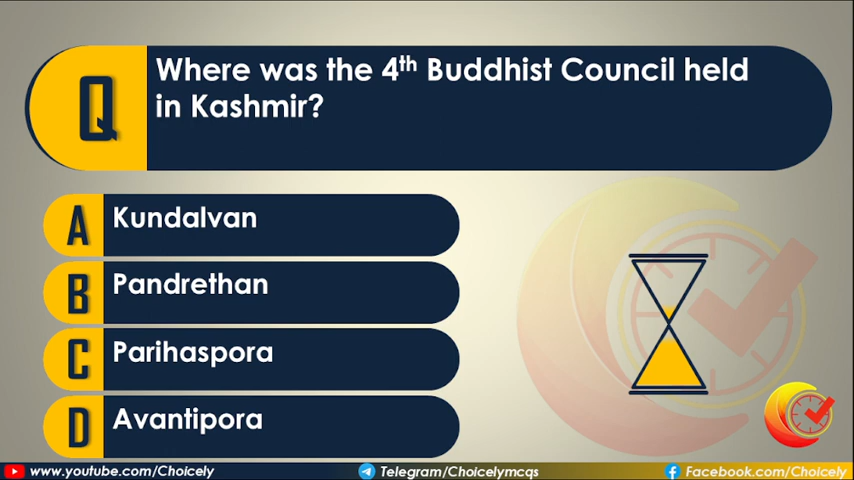 Q
Where was the 4th Buddhist Council held
in Kashmir?
A Kundalvan
B Pandrethan
C Parihaspora
D Avantipora
www.youtube.com/Choicely Telegram/Choicelymcqs Facebook.com/Choicely